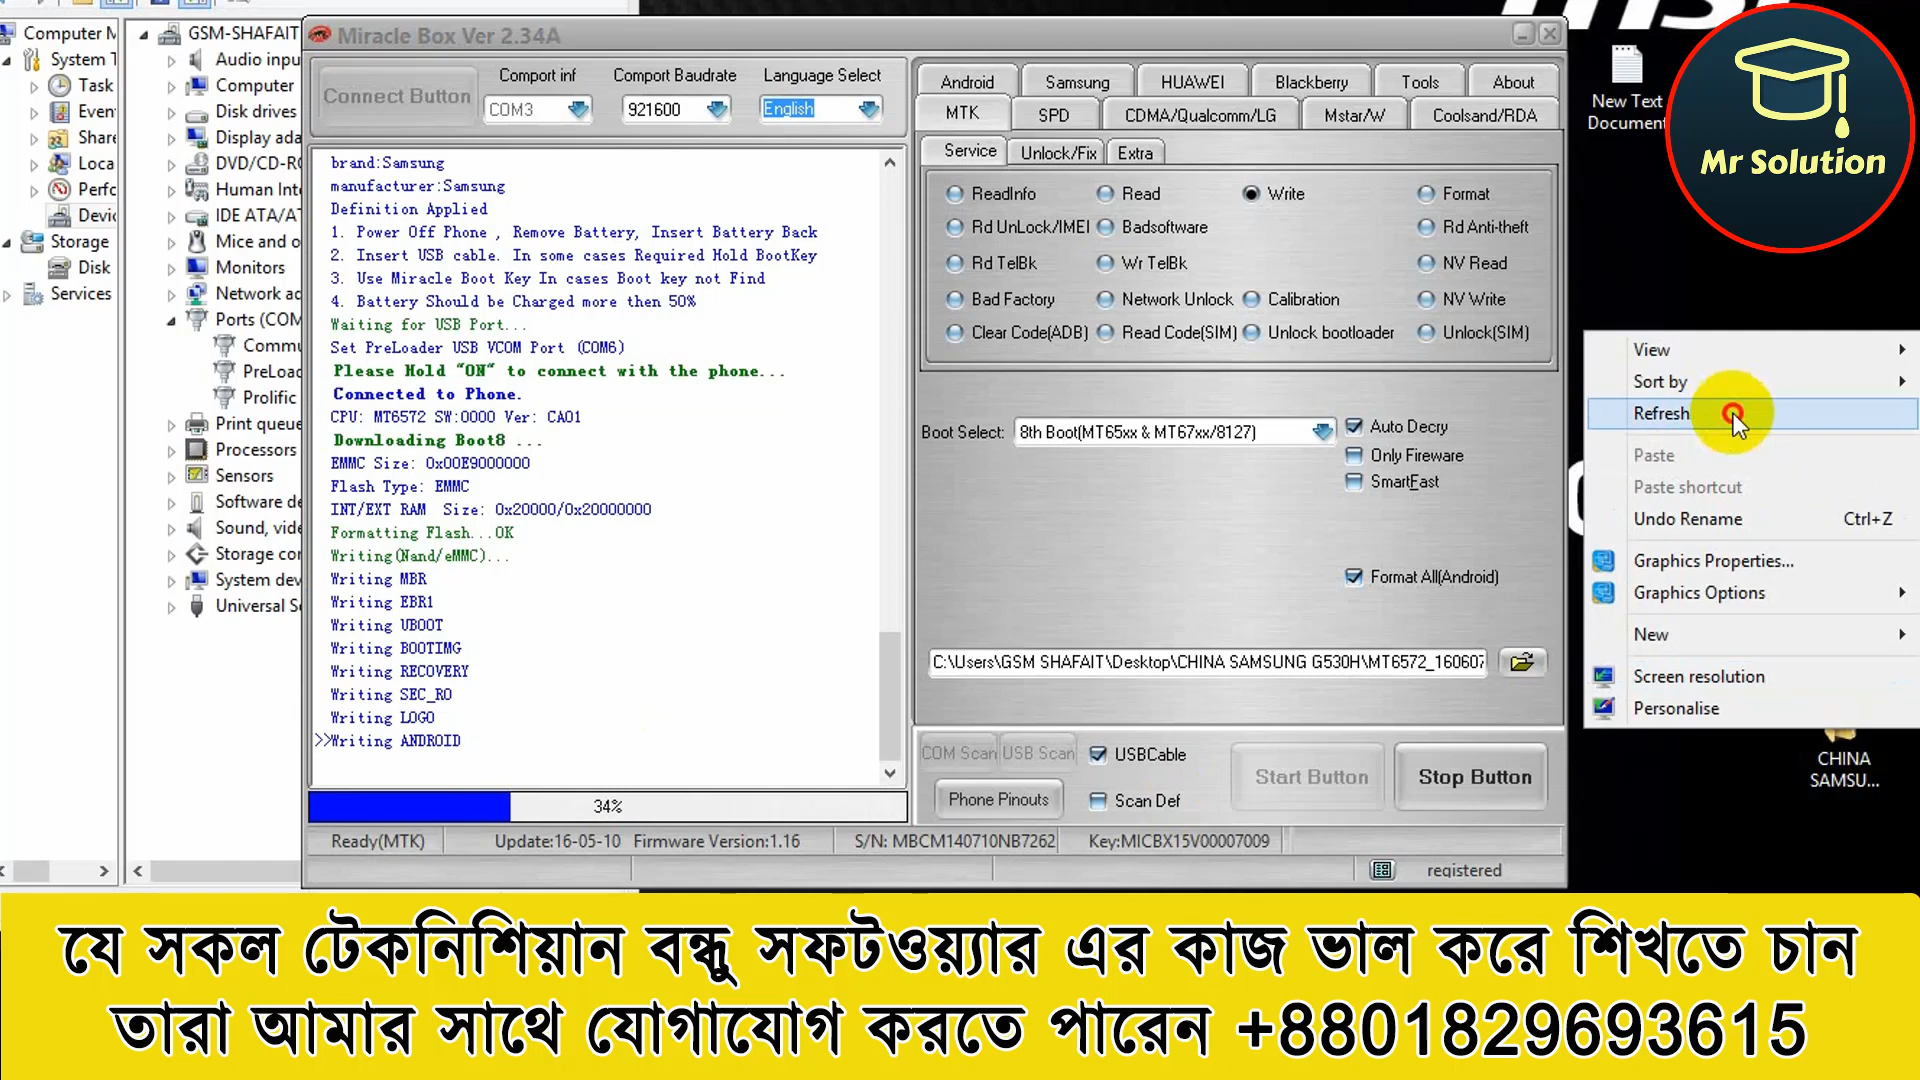 Computer M
System T
Task
Even
Share
Loca
Perfo
Devic
Storage
Disk
Services
GSM-SHAFAIT
Audio inpu
Computer
Disk drives
Display ada
DVD/CD-RO
Human Inte
IDE ATA/AT
Mice and o
Monitors
Network ad
Ports (COM
Commu
PreLoad
Prolific
Print queue
Processors
Sensors
Software de
Sound, vide
Storage con
System dev
Universal S
Miracle Box Ver 2.34A
Connect Button
Comport inf
COM3
Comport Baudrate
921600
Language Select
English
brand:Samsung
manufacturer:Samsung
Definition Applied
1. Power Off Phone , Remove Battery, Insert Battery Back
2. Insert USB cable. In some cases Required Hold BootKey
3. Use Miracle Boot Key In cases Boot key not Find
4. Battery Should be Charged more then 50%
Waiting for USB Port...
Set PreLoader USB VCOM Port (COM6)
Please Hold "ON" to connect with the phone...
Connected to Phone.
CPU: MT6572 SW:0000 Ver: CA01
Downloading Boot8 ...
EMMC Size: 0x00E9000000
Flash Type: EMMC
INT/EXT RAM Size: 0x20000/0x20000000
Formatting Flash...OK
Writing(Nand/eMMC)...
Writing MBR
Writing EBR1
Writing UBOOT
Writing BOOTIMG
Writing RECOVERY
Writing SEC_RO
Writing LOGO
>>Writing ANDROID
34%
Android Samsung HUAWEI Blackberry Tools About
MTK SPD CDMA/Qualcomm/LG Mstar/W Coolsand/RDA
Service Unlock/Fix Extra
ReadInfo Read Write Format
Rd UnLock/IMEI Badsoftware Rd Anti-theft
Rd TelBk Wr TelBk NV Read
Bad Factory Network Unlock Calibration NV Write
Clear Code(ADB) Read Code(SIM) Unlock bootloader Unlock(SIM)
Boot Select: 8th Boot(MT65xx & MT67xx/8127)
Auto Decry
Only Fireware
SmartFast
Format All(Android)
C:\Users\GSM SHAFAIT\Desktop\CHINA SAMSUNG G530H\MT6572_160607
COM Scan USB Scan USBCable
Phone Pinouts Scan Def
Start Button Stop Button
Ready(MTK) Update:16-05-10 Firmware Version:1.16 S/N: MBCM140710NB7262 Key:MICBX15V00007009
registered
New Text
Document
Mr Solution
View
Sort by
Refresh
Paste
Paste shortcut
Undo Rename Ctrl+Z
Graphics Properties...
Graphics Options
New
Screen resolution
Personalise
CHINA
SAMSU...
যে সকল টেকনিশিয়ান বন্ধু সফটওয়্যার এর কাজ ভাল করে শিখতে চান
তারা আমার সাথে যোগাযোগ করতে পারেন +8801829693615